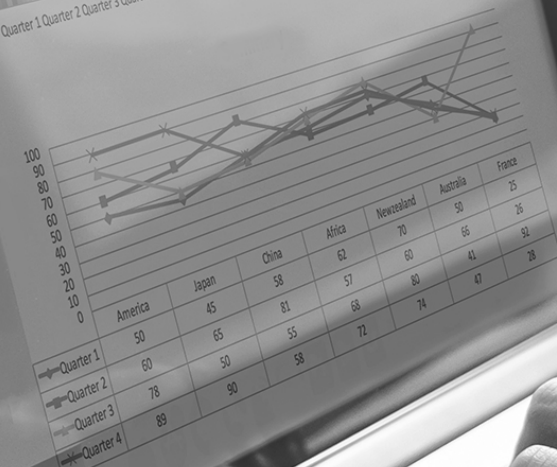 Quarter 1 Quarter 2 Quarter 3
100
90
80
70
60
50
40
30
20
10
0
America Japan China Africa Newzealand Australia France
Quarter 1 50 45 58 62 70 50 25
Quarter 2 60 65 81 57 60 66 26
Quarter 3 78 50 55 68 80 41 92
Quarter 4 89 90 58 72 74 47 28